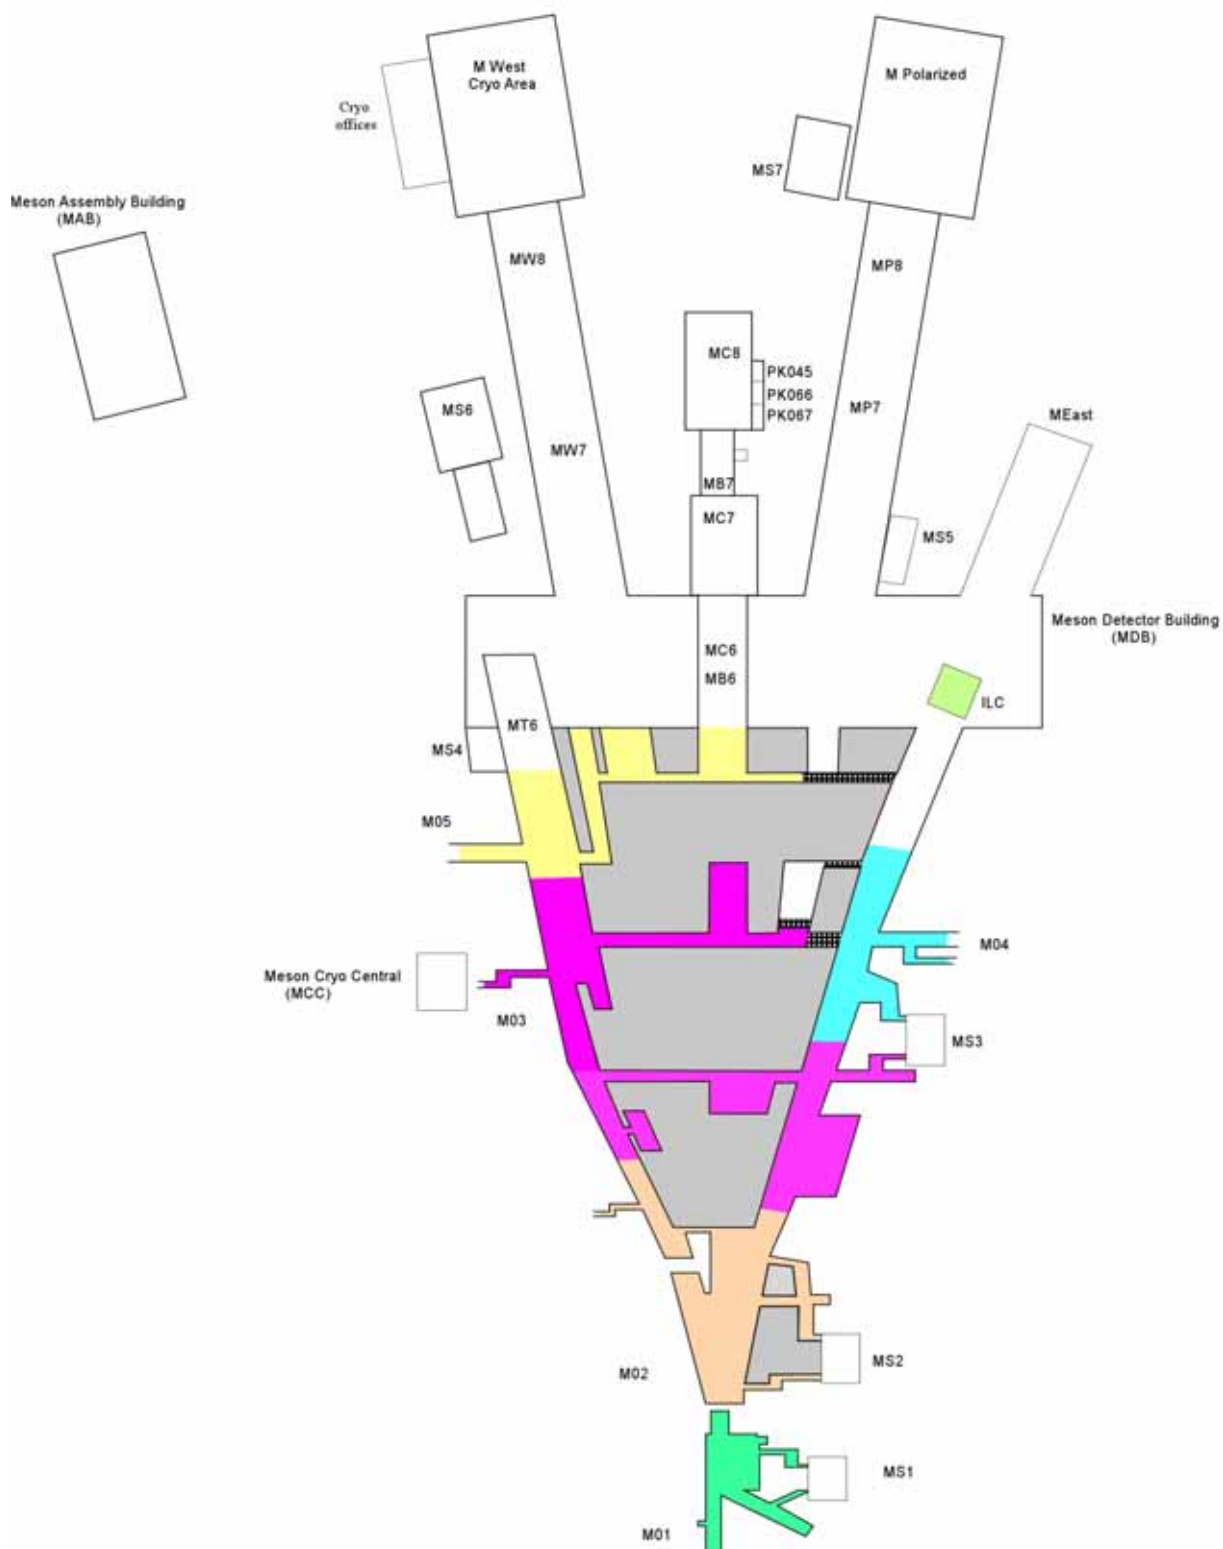 M West
Cryo Area
M Polarized
Cryo
offices
MS7
Meson Assembly Building
(MAB)
MW8
MP8
MC8
PK045
PK066
PK067
MS6
MP7
MEast
MW7
MB7
MC7
MS5
Meson Detector Building
(MDB)
MC6
MB6
ILC
MT6
MS4
M05
M04
Meson Cryo Central
(MCC)
M03
MS3
MS2
M02
MS1
M01